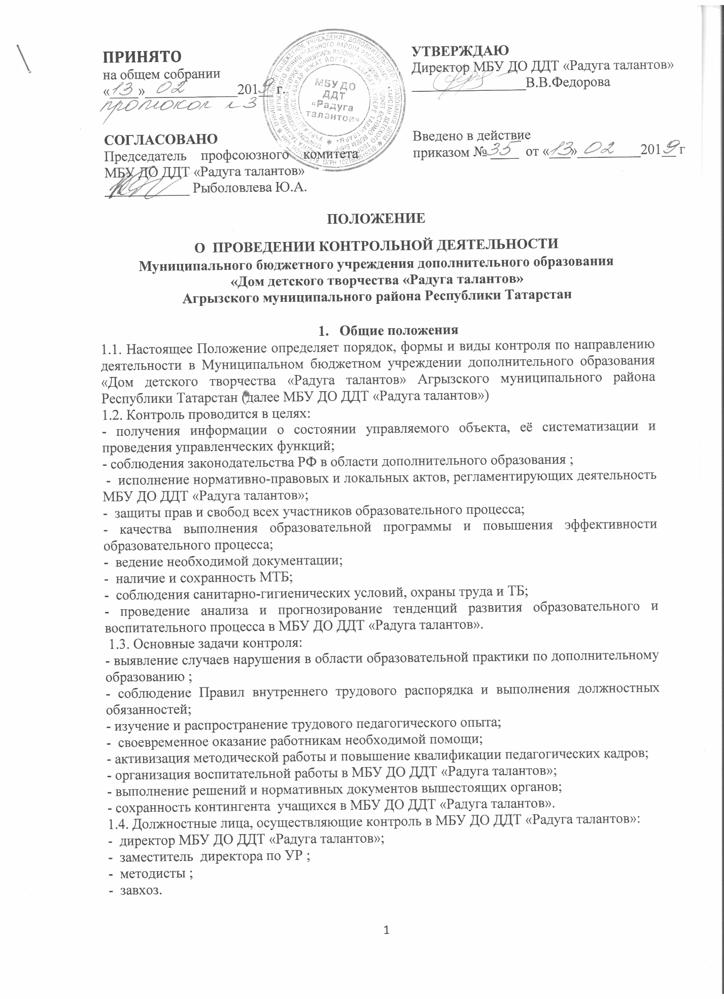 ПРИНЯТО
на общем собрании
«13» 02 2019 г.
протокол №3
УТВЕРЖДАЮ
Директор МБУ ДО ДДТ «Радуга талантов»
В.В.Федорова
МБУ ДО
ДДТ
«Радуга
талантов»
СОГЛАСОВАНО
Председатель профсоюзного комитета
МБУ ДО ДДТ «Радуга талантов»
Рыболовлева Ю.А.
Введено в действие
приказом № 35 от «13» 02 2019 г
ПОЛОЖЕНИЕ
О ПРОВЕДЕНИИ КОНТРОЛЬНОЙ ДЕЯТЕЛЬНОСТИ
Муниципального бюджетного учреждения дополнительного образования
«Дом детского творчества «Радуга талантов»
Агрызского муниципального района Республики Татарстан
1. Общие положения
1.1. Настоящее Положение определяет порядок, формы и виды контроля по направлению
деятельности в Муниципальном бюджетном учреждении дополнительного образования
«Дом детского творчества «Радуга талантов» Агрызского муниципального района
Республики Татарстан (далее МБУ ДО ДДТ «Радуга талантов»)
1.2. Контроль проводится в целях:
- получения информации о состоянии управляемого объекта, её систематизации и
проведения управленческих функций;
- соблюдения законодательства РФ в области дополнительного образования ;
- исполнение нормативно-правовых и локальных актов, регламентирующих деятельность
МБУ ДО ДДТ «Радуга талантов»;
- защиты прав и свобод всех участников образовательного процесса;
- качества выполнения образовательной программы и повышения эффективности
образовательного процесса;
- ведение необходимой документации;
- наличие и сохранность МТБ;
- соблюдения санитарно-гигиенических условий, охраны труда и ТБ;
- проведение анализа и прогнозирование тенденций развития образовательного и
воспитательного процесса в МБУ ДО ДДТ «Радуга талантов».
1.3. Основные задачи контроля:
- выявление случаев нарушения в области образовательной практики по дополнительному
образованию ;
- соблюдение Правил внутреннего трудового распорядка и выполнения должностных
обязанностей;
- изучение и распространение трудового педагогического опыта;
- своевременное оказание работникам необходимой помощи;
- активизация методической работы и повышение квалификации педагогических кадров;
- организация воспитательной работы в МБУ ДО ДДТ «Радуга талантов»;
- выполнение решений и нормативных документов вышестоящих органов;
- сохранность контингента учащихся в МБУ ДО ДДТ «Радуга талантов».
1.4. Должностные лица, осуществляющие контроль в МБУ ДО ДДТ «Радуга талантов»:
- директор МБУ ДО ДДТ «Радуга талантов»;
- заместитель директора по УР ;
- методисты ;
- завхоз.
1